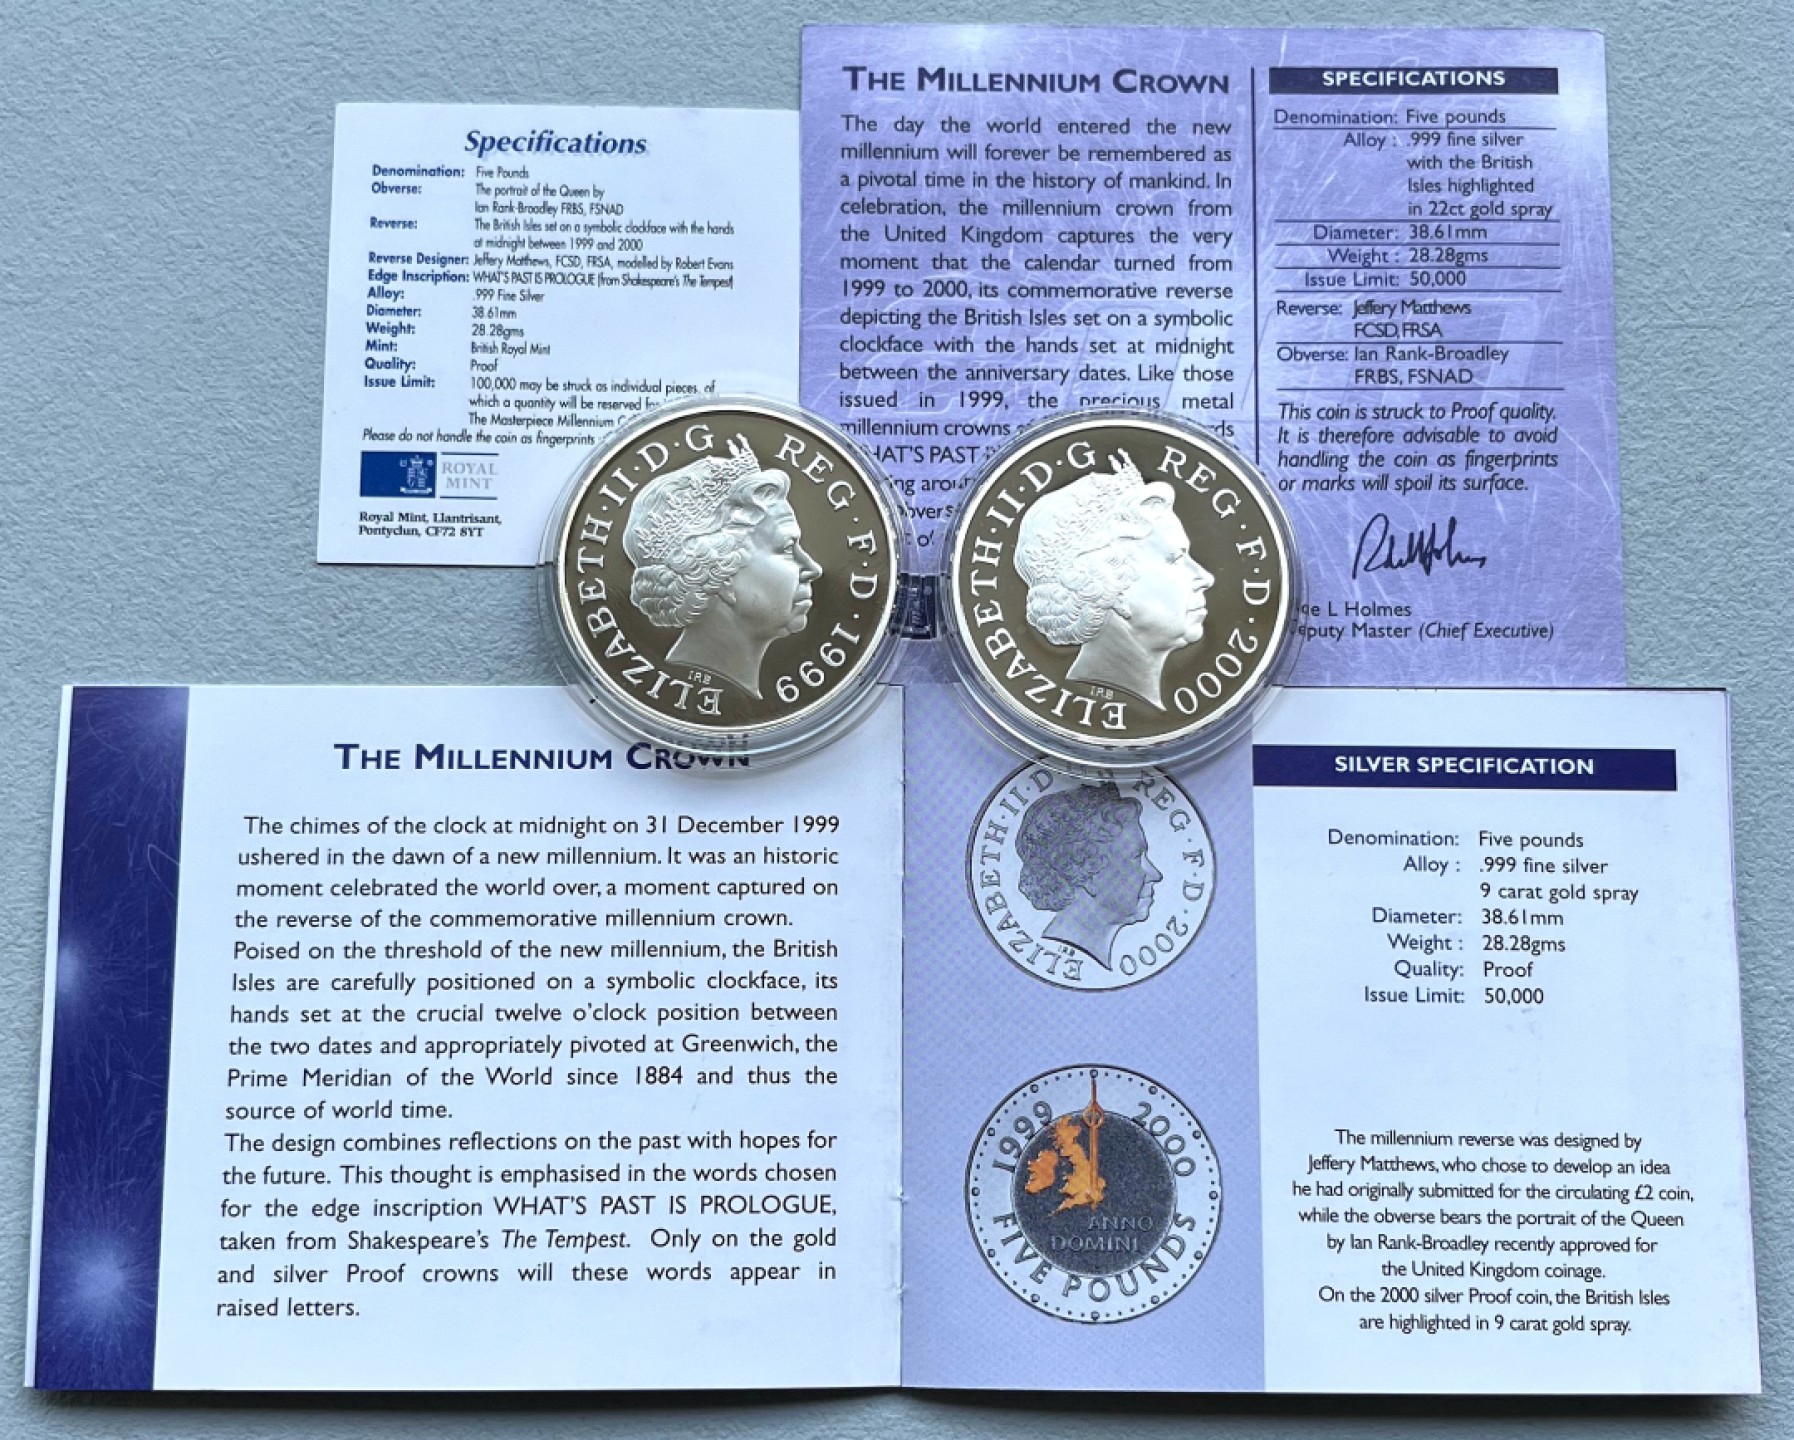 Specifications
Denomination: Five Pounds
Obverse: The portrait of the Queen by
Ian Rank-Broadley FRBS, FSNAD
Reverse: The British Isles set on a symbolic clockface with the hands
at midnight between 1999 and 2000
Reverse Designer: Jeffery Matthews, FCSD, FRSA, modelled by Robert Evans
Edge Inscription: WHAT'S PAST IS PROLOGUE (from Shakespeare's The Tempest)
Alloy: .999 Fine Silver
Diameter: 38.61mm
Weight: 28.28gms
Mint: British Royal Mint
Quality: Proof
Issue Limit: 100,000 may be struck as individual pieces, of
which a quantity will be reserved
The Masterpiece Millennium
Please do not handle the coin as fingerprints
ROYAL
MINT
Royal Mint, Llantrisant,
Pontyclun, CF72 8YT
THE MILLENNIUM CROWN
The day the world entered the new
millennium will forever be remembered as
a pivotal time in the history of mankind. In
celebration, the millennium crown from
the United Kingdom captures the very
moment that the calendar turned from
1999 to 2000, its commemorative reverse
depicting the British Isles set on a symbolic
clockface with the hands set at midnight
between the anniversary dates. Like those
issued in 1999, the precious metal
millennium crowns
PAST
SPECIFICATIONS
Denomination: Five pounds
Alloy : .999 fine silver
with the British
Isles highlighted
in 22ct gold spray
Diameter: 38.61mm
Weight : 28.28gms
Issue Limit: 50,000
Reverse: Jeffery Matthews
FCSD, FRSA
Obverse: Ian Rank-Broadley
FRBS, FSNAD
This coin is struck to Proof quality.
It is therefore advisable to avoid
handling the coin as fingerprints
or marks will spoil its surface.
L Holmes
Master (Chief Executive)
ELIZABETH·II·D·G REG·F·D·1999
IRB
ELIZABETH·II·D·G REG·F·D·2000
IRB
THE MILLENNIUM CROWN
The chimes of the clock at midnight on 31 December 1999
ushered in the dawn of a new millennium. It was an historic
moment celebrated the world over, a moment captured on
the reverse of the commemorative millennium crown.
Poised on the threshold of the new millennium, the British
Isles are carefully positioned on a symbolic clockface, its
hands set at the crucial twelve o'clock position between
the two dates and appropriately pivoted at Greenwich, the
Prime Meridian of the World since 1884 and thus the
source of world time.
The design combines reflections on the past with hopes for
the future. This thought is emphasised in the words chosen
for the edge inscription WHAT'S PAST IS PROLOGUE,
taken from Shakespeare's The Tempest. Only on the gold
and silver Proof crowns will these words appear in
raised letters.
ELIZABETH·II·D REG·F·D·2000
IRB
1999 2000
ANNO
DOMINI
FIVE POUNDS
SILVER SPECIFICATION
Denomination: Five pounds
Alloy : .999 fine silver
9 carat gold spray
Diameter: 38.61mm
Weight : 28.28gms
Quality: Proof
Issue Limit: 50,000
The millennium reverse was designed by
Jeffery Matthews, who chose to develop an idea
he had originally submitted for the circulating £2 coin,
while the obverse bears the portrait of the Queen
by Ian Rank-Broadley recently approved for
the United Kingdom coinage.
On the 2000 silver Proof coin, the British Isles
are highlighted in 9 carat gold spray.